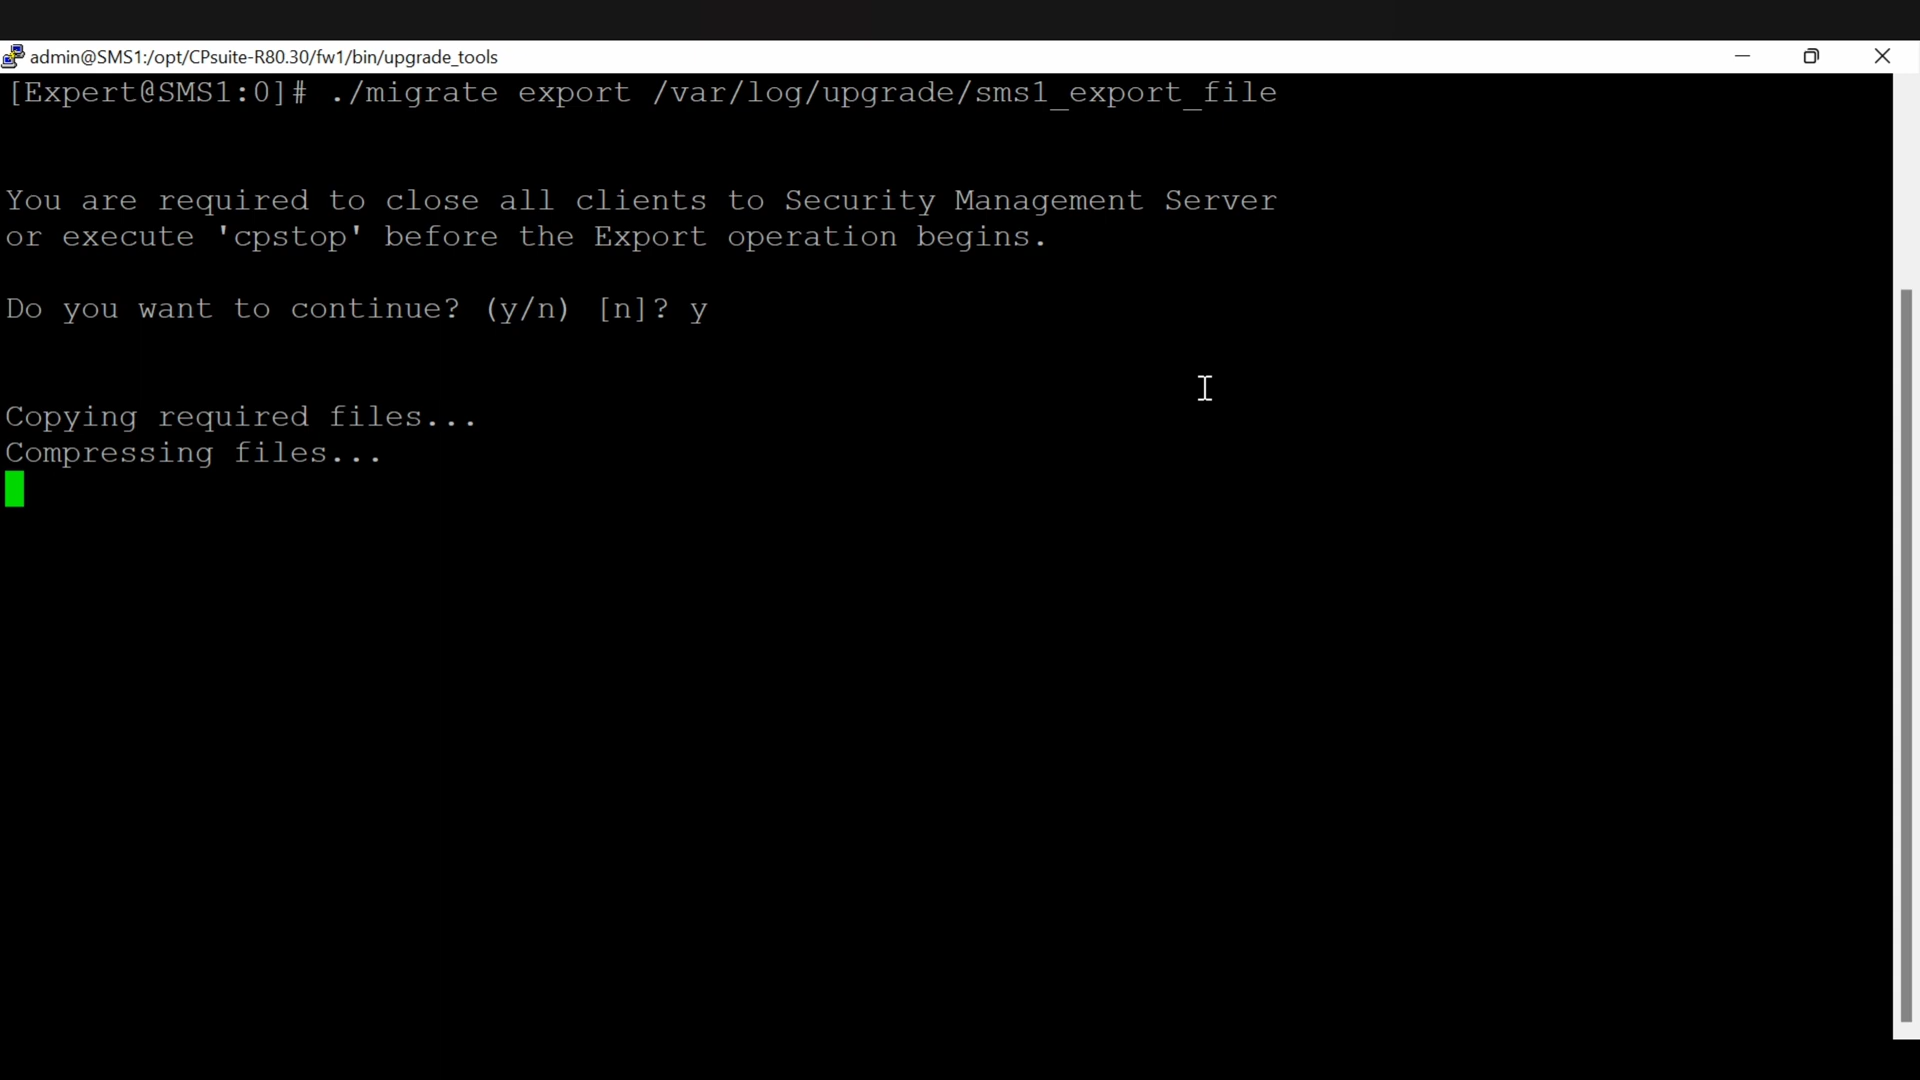 admin@SMS1:/opt/CPsuite-R80.30/fw1/bin/upgrade_tools
[Expert@SMS1:0]# ./migrate export /var/log/upgrade/sms1_export_file
You are required to close all clients to Security Management Server
or execute 'cpstop' before the Export operation begins.
Do you want to continue? (y/n) [n]? y
Copying required files...
Compressing files...